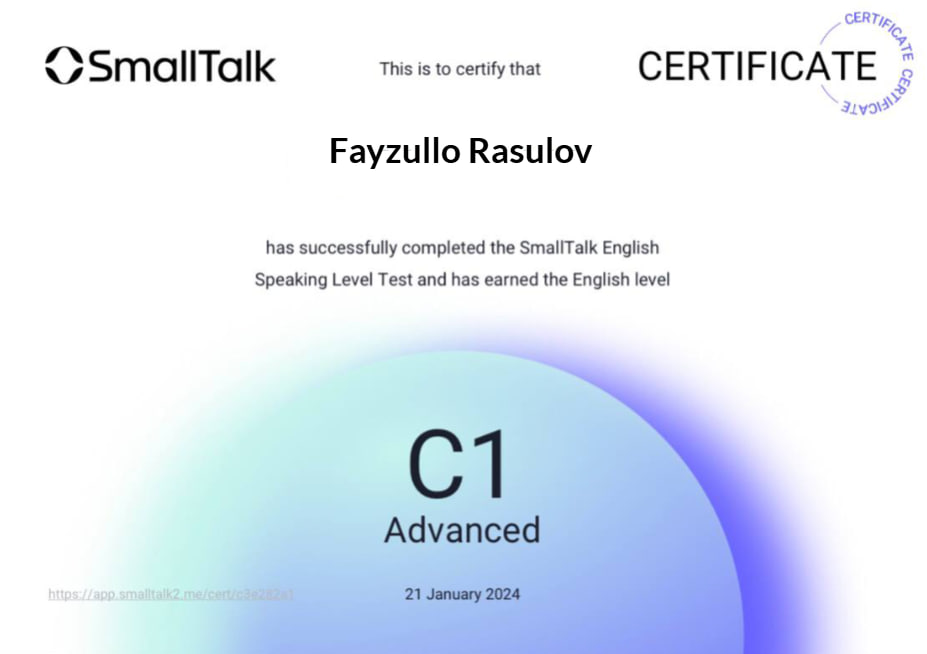 SmallTalk
This is to certify that
CERTIFICATE
CERTIFICATE CERTIFICATE
Fayzullo Rasulov
has successfully completed the SmallTalk English
Speaking Level Test and has earned the English level
C1
Advanced
https://app.smalltalk2.me/cert/c3e282a1
21 January 2024